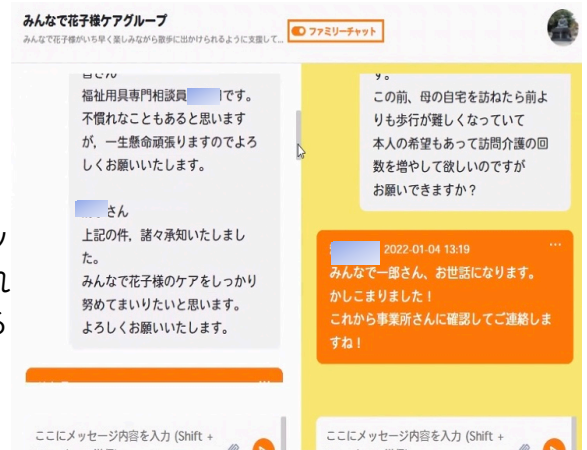 みんなで花子様ケアグループ
みんなで花子様がいち早く楽しみながら散歩に出かけられるように支援して...
ファミリーチャット
福祉用具専門相談員
です。
不慣れなこともあると思います
が，一生懸命頑張りますのでよろ
しくお願いいたします。
さん
上記の件，諸々承知いたしまし
た。
みんなで花子様のケアをしっかり
努めてまいりたいと思います。
よろしくお願いいたします。
ここにメッセージ内容を入力 (Shift +
す。
この前、母の自宅を訪ねたら前よ
りも歩行が難しくなっていて
本人の希望もあって訪問介護の回
数を増やして欲しいのですが
お願いできますか？
2022-01-04 13:19
...
みんなで一郎さん、お世話になります。
かしこまりました！
これから事業所さんに確認してご連絡しま
すね！
ここにメッセージ内容を入力 (Shift +